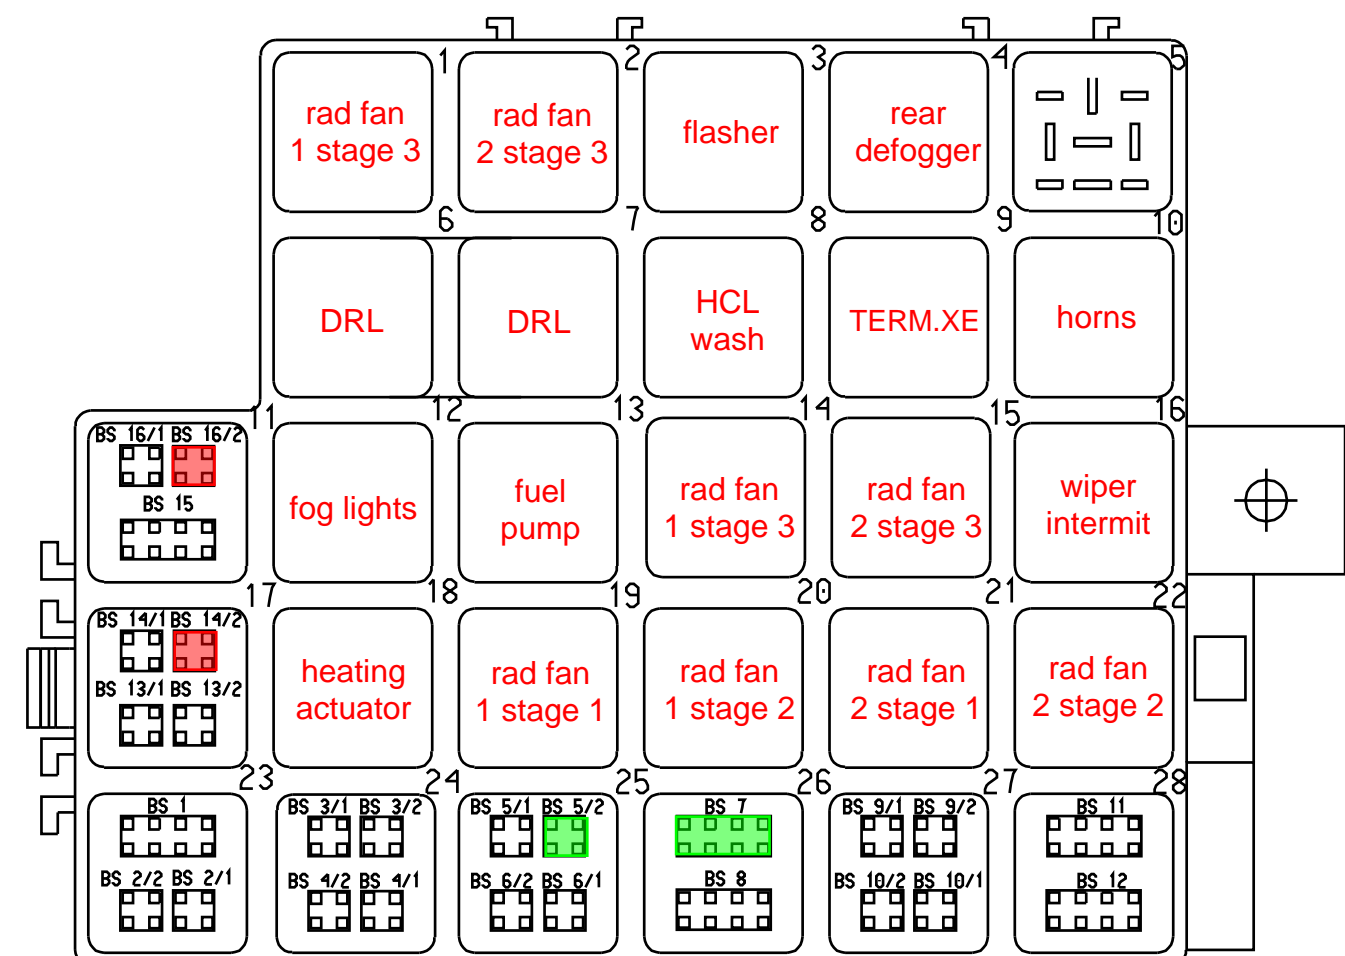 1 2 3 4 5
rad fan
1 stage 3
rad fan
2 stage 3
flasher
rear
defogger
6 7 8 9 10
DRL
DRL
HCL
wash
TERM.XE
horns
11 12 13 14 15 16
BS 16/1 BS 16/2
BS 15
fog lights
fuel
pump
rad fan
1 stage 3
rad fan
2 stage 3
wiper
intermit
17 18 19 20 21 22
BS 14/1 BS 14/2
BS 13/1 BS 13/2
heating
actuator
rad fan
1 stage 1
rad fan
1 stage 2
rad fan
2 stage 1
rad fan
2 stage 2
23 24 25 26 27 28
BS 1
BS 2/2 BS 2/1
BS 3/1 BS 3/2
BS 4/2 BS 4/1
BS 5/1 BS 5/2
BS 6/2 BS 6/1
BS 7
BS 8
BS 9/1 BS 9/2
BS 10/2 BS 10/1
BS 11
BS 12